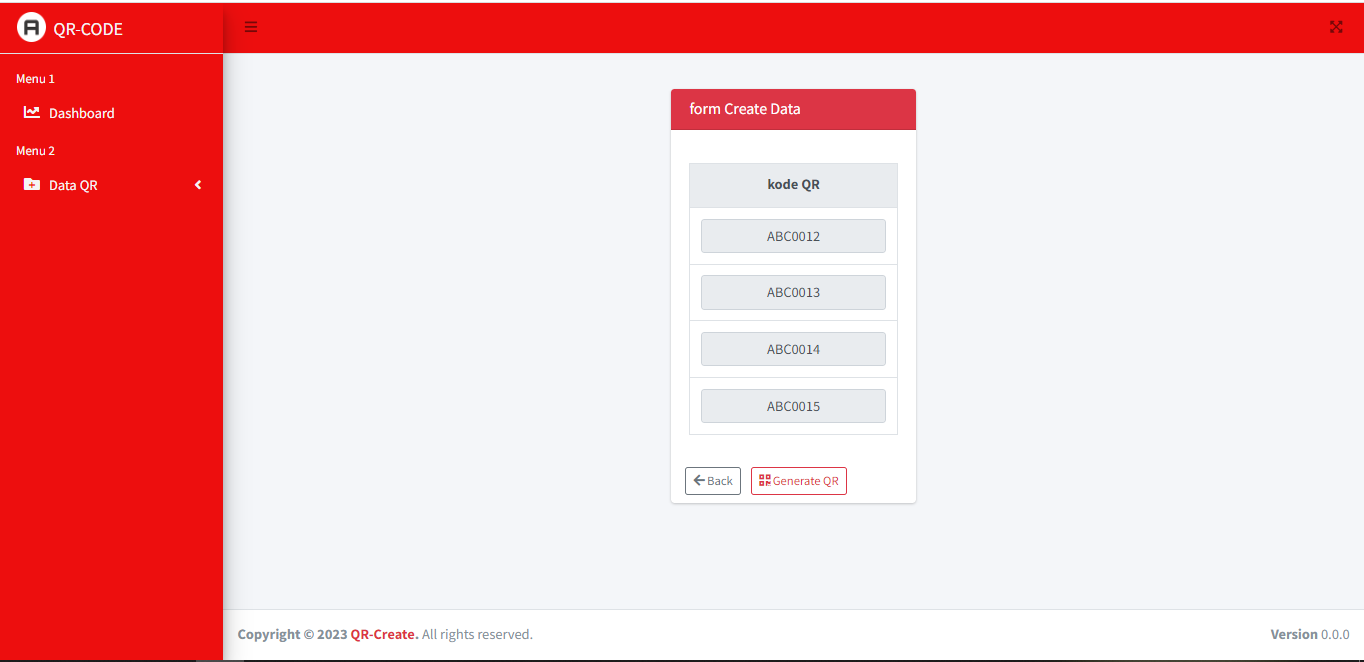 QR-CODE
Menu 1
Dashboard
Menu 2
Data QR
form Create Data
kode QR
ABC0012
ABC0013
ABC0014
ABC0015
Back
Generate QR
Copyright © 2023 QR-Create. All rights reserved.
Version 0.0.0